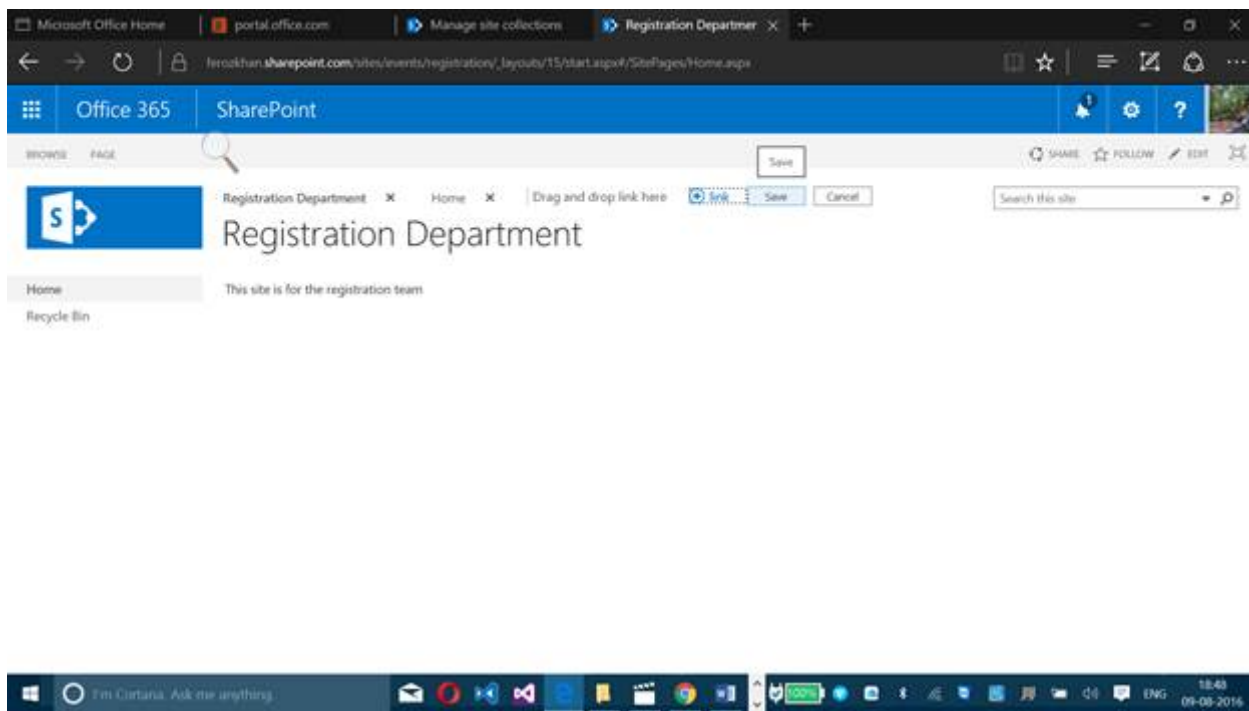 Microsoft Office Home portal.office.com Manage site collections Registration Departmer
ferozkhan.sharepoint.com/sites/events/registration/_layouts/15/start.aspx#/SitePages/Home.aspx
Office 365 SharePoint 1 ?
BROWSE PAGE SHARE FOLLOW EDIT
Save
S Registration Department Home Drag and drop link here link Save Cancel Search this site
Registration Department
Home This site is for the registration team
Recycle Bin
I'm Cortana. Ask me anything. 100% ENG 18:48
09-08-2016